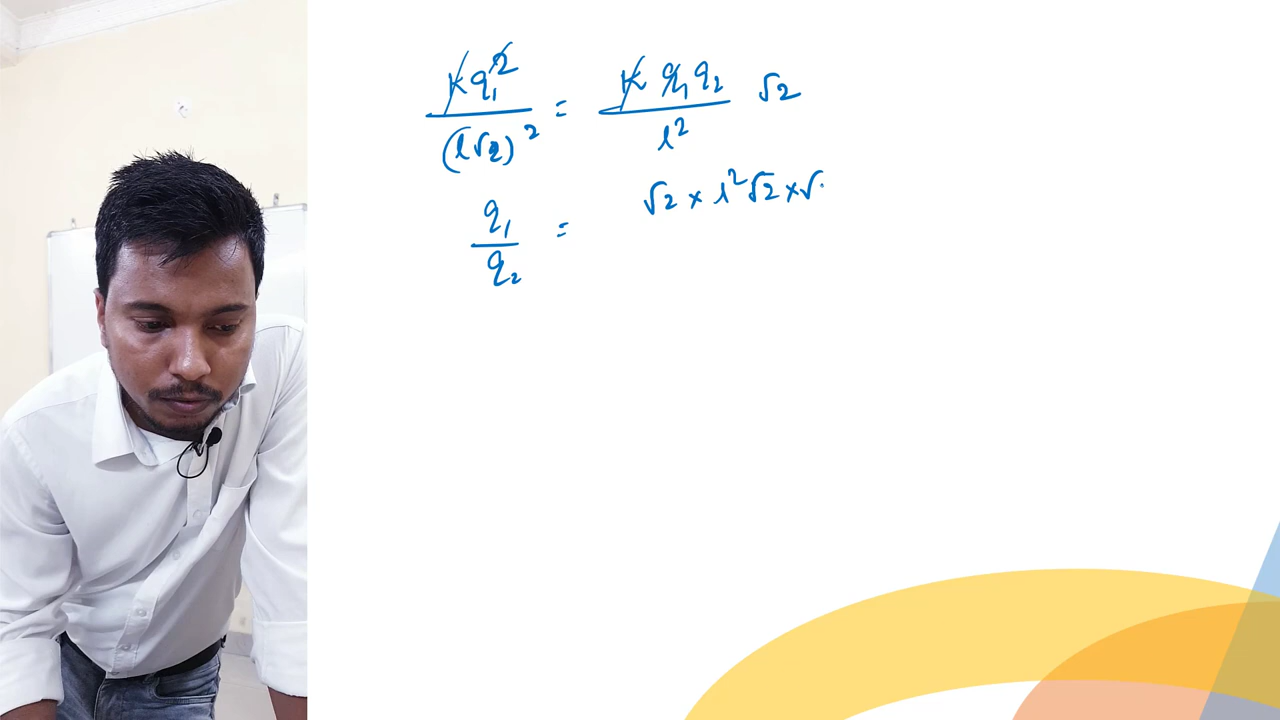 kq₁² / (l√2)² = k q₁q₂ / l² √2
q₁ / q₂ = √2 × l²√2 × √